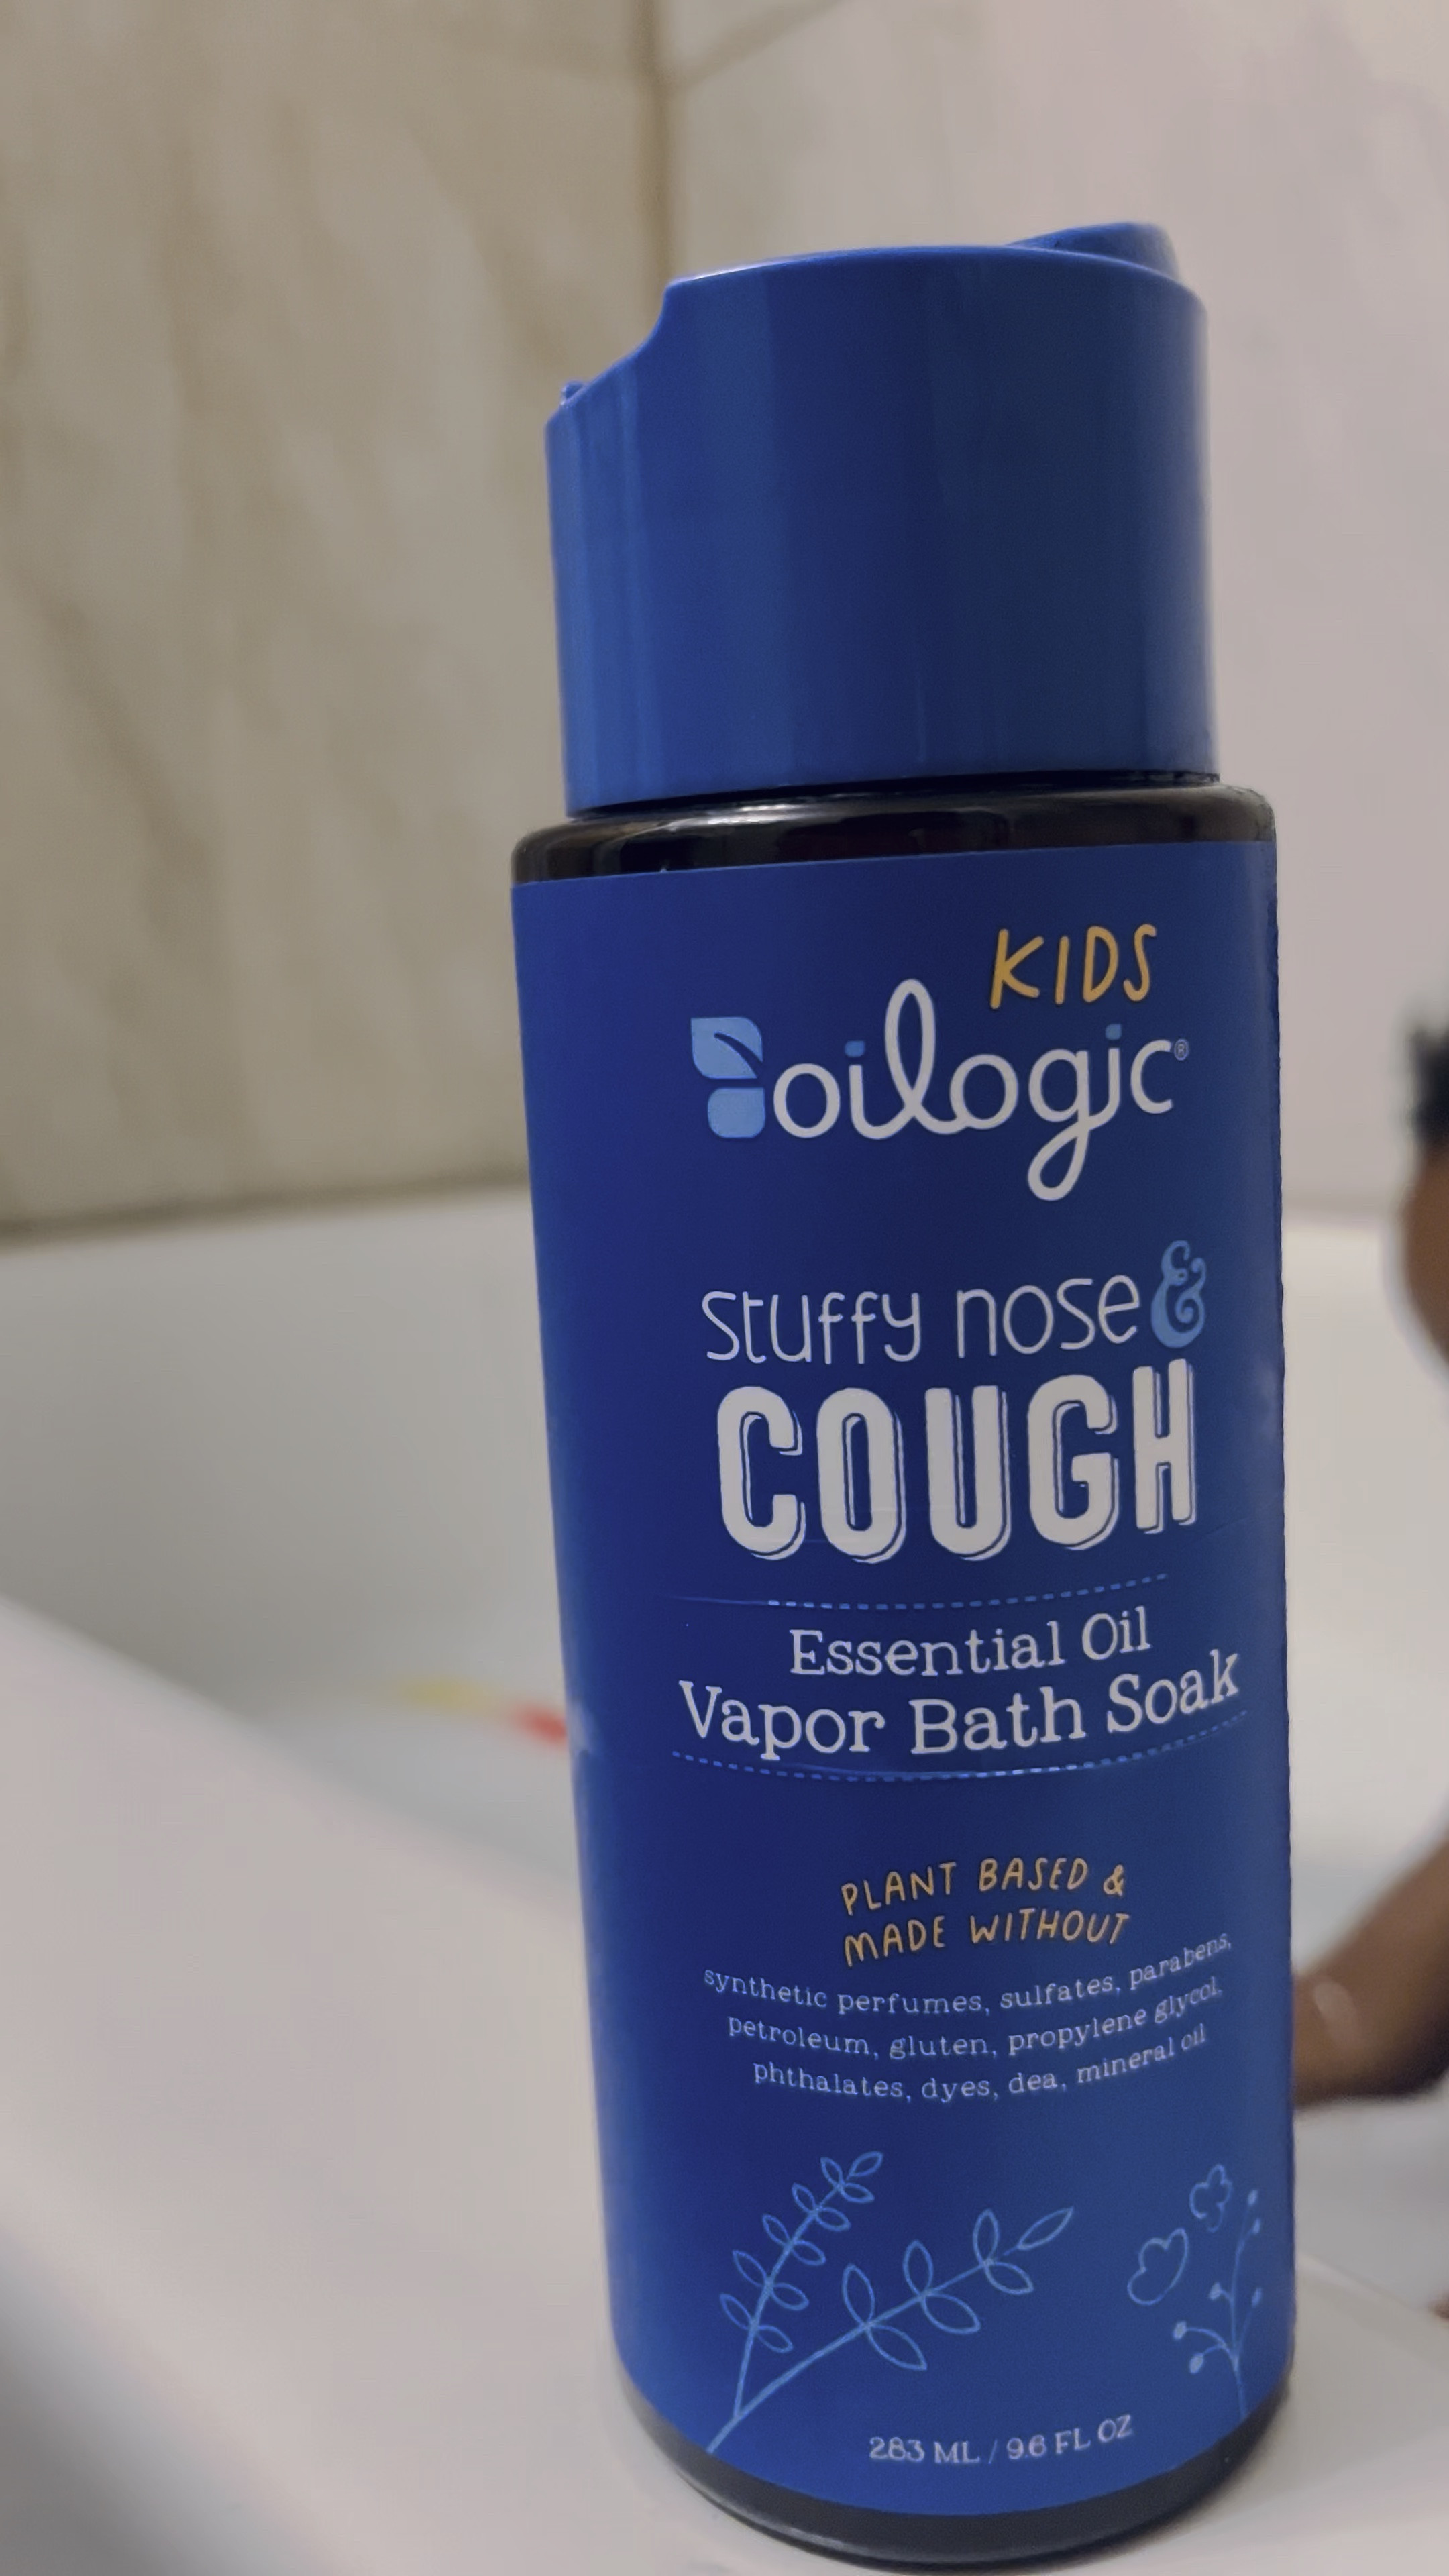 KIDS
oilogic®
stuffy nose &
COUGH
Essential Oil
Vapor Bath Soak
PLANT BASED &
MADE WITHOUT
synthetic perfumes, sulfates, parabens,
petroleum, gluten, propylene glycol,
phthalates, dyes, dea, mineral oil
283 ML / 9.6 FL OZ